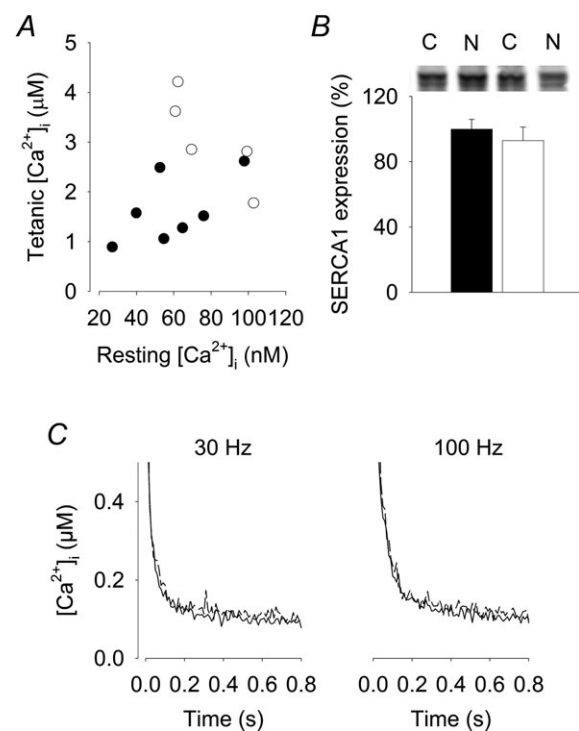 A
Tetanic [Ca²⁺]ᵢ (μM)
5
4
3
2
1
0
20 40 60 80 100 120
Resting [Ca²⁺]ᵢ (nM)
B
C N C N
SERCA1 expression (%)
120
80
40
0
C
30 Hz
100 Hz
[Ca²⁺]ᵢ (μM)
0.4
0.2
0.0
0.0 0.2 0.4 0.6 0.8
0.0 0.2 0.4 0.6 0.8
Time (s)
Time (s)